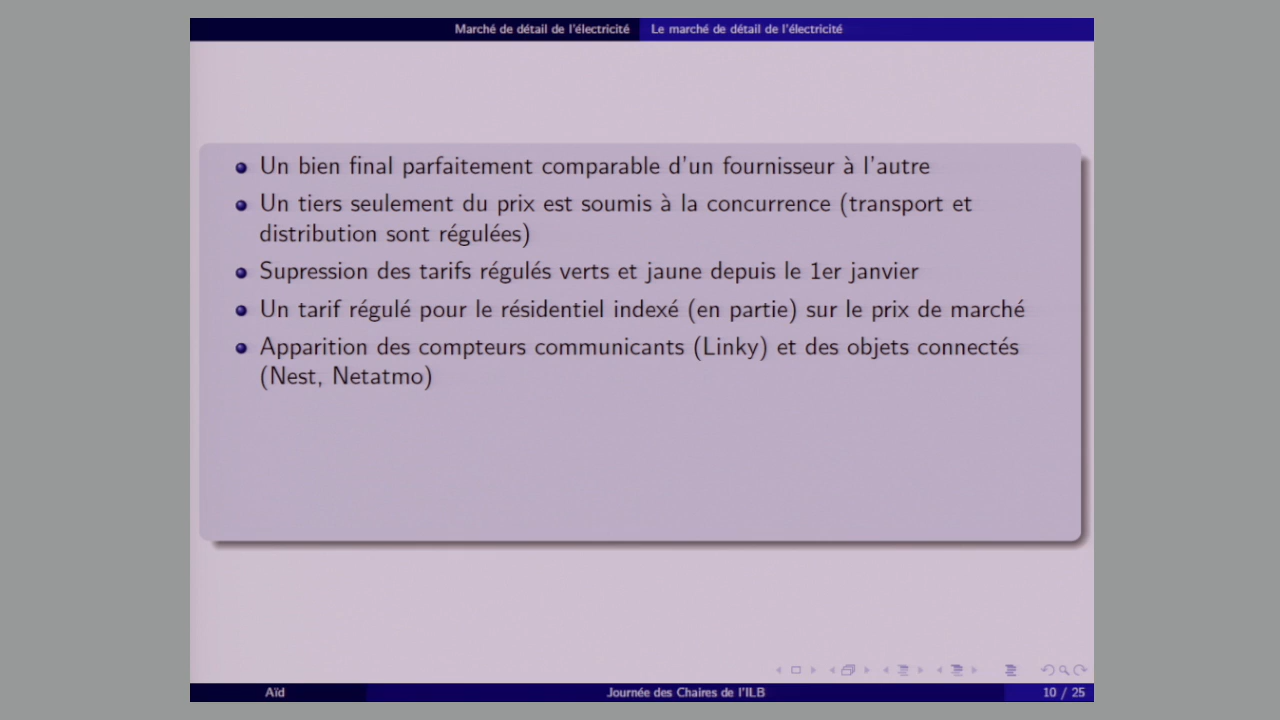 Marché de détail de l'électricité Le marché de détail de l'électricité
Un bien final parfaitement comparable d'un fournisseur à l'autre
Un tiers seulement du prix est soumis à la concurrence (transport et
distribution sont régulées)
Supression des tarifs régulés verts et jaune depuis le 1er janvier
Un tarif régulé pour le résidentiel indexé (en partie) sur le prix de marché
Apparition des compteurs communicants (Linky) et des objets connectés
(Nest, Netatmo)
Aïd Journée des Chaires de l'ILB 10 / 25